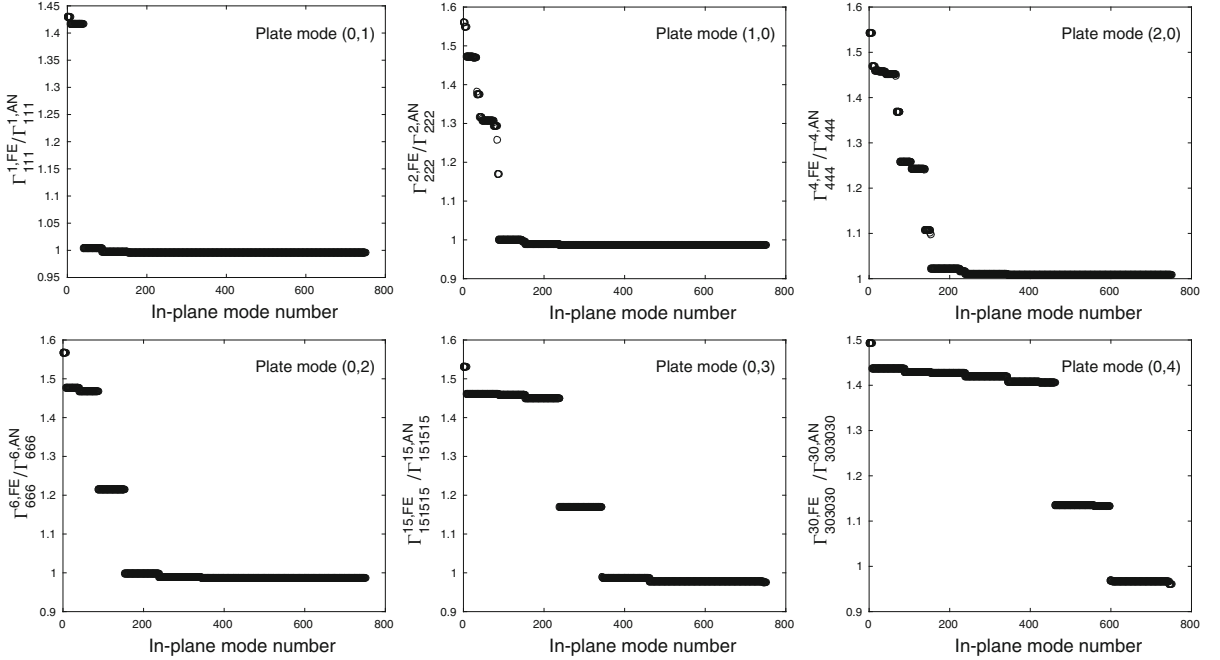 1.45
1.4
1.35
1.3
1.25
1.2
1.15
1.1
1.05
1
0.95
0 200 400 600 800
Plate mode (0,1)
Γ^{1,FE}_{111}/Γ^{1,AN}_{111}
In-plane mode number
1.6
1.5
1.4
1.3
1.2
1.1
1
0.9
0 200 400 600 800
Plate mode (1,0)
Γ^{2,FE}_{222}/Γ^{2,AN}_{222}
In-plane mode number
1.6
1.5
1.4
1.3
1.2
1.1
1
0 200 400 600 800
Plate mode (2,0)
Γ^{4,FE}_{444}/Γ^{4,AN}_{444}
In-plane mode number
1.6
1.5
1.4
1.3
1.2
1.1
1
0.9
0 200 400 600 800
Plate mode (0,2)
Γ^{6,FE}_{666}/Γ^{6,AN}_{666}
In-plane mode number
1.6
1.5
1.4
1.3
1.2
1.1
1
0.9
0 200 400 600 800
Plate mode (0,3)
Γ^{15,FE}_{151515}/Γ^{15,AN}_{151515}
In-plane mode number
1.5
1.4
1.3
1.2
1.1
1
0.9
0 200 400 600 800
Plate mode (0,4)
Γ^{30,FE}_{303030}/Γ^{30,AN}_{303030}
In-plane mode number